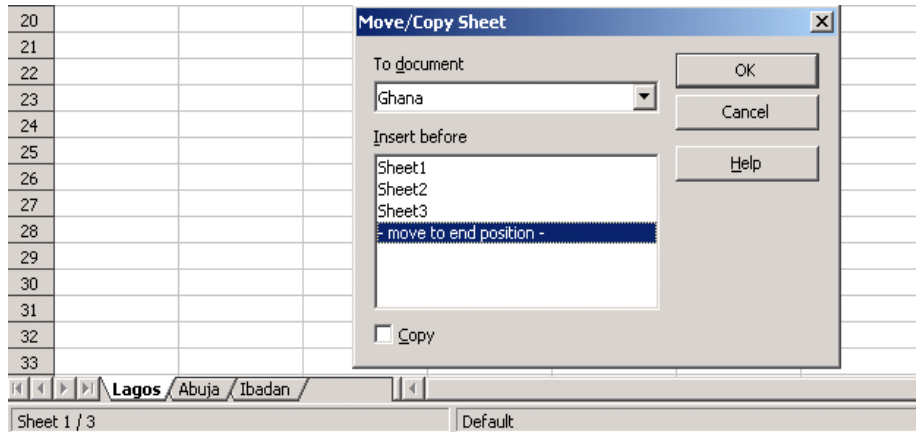 20
21
22
23
24
25
26
27
28
29
30
31
32
33
Move/Copy Sheet
To document
Ghana
Insert before
Sheet1
Sheet2
Sheet3
- move to end position -
Copy
OK
Cancel
Help
Lagos Abuja Ibadan
Sheet 1 / 3 Default